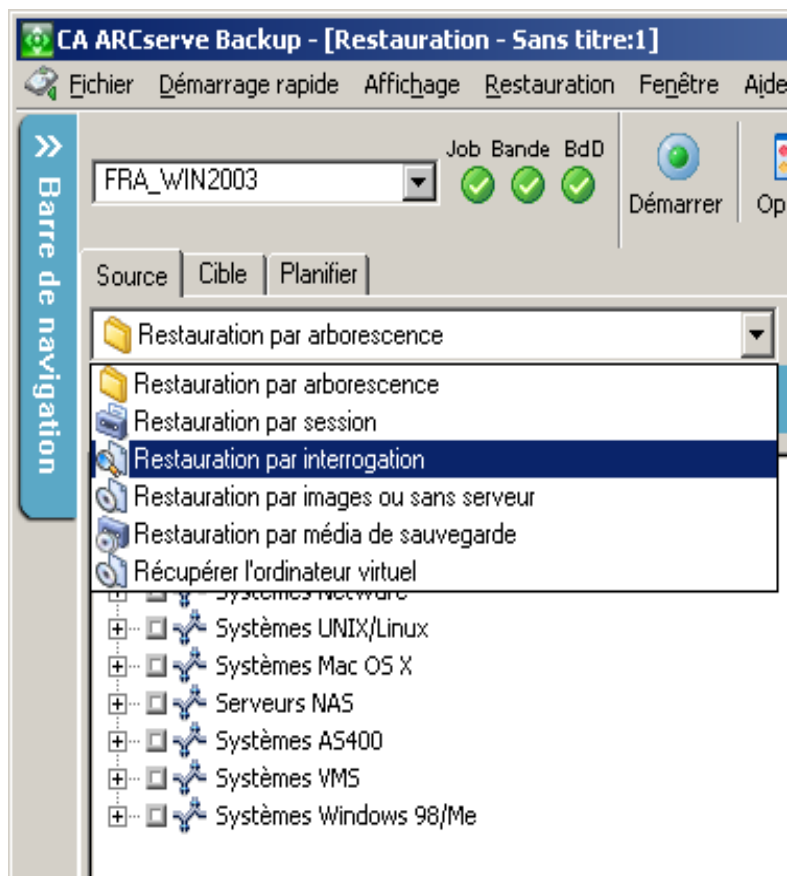 CA ARCserve Backup - [Restauration - Sans titre:1]
Fichier Démarrage rapide Affichage Restauration Fenêtre Aide
Job Bande BdD
FRA_WIN2003
Démarrer
Op
Barre de navigation
Source Cible Planifier
Restauration par arborescence
Restauration par arborescence
Restauration par session
Restauration par interrogation
Restauration par images ou sans serveur
Restauration par média de sauvegarde
Récupérer l'ordinateur virtuel
Systèmes NetWare
Systèmes UNIX/Linux
Systèmes Mac OS X
Serveurs NAS
Systèmes AS400
Systèmes VMS
Systèmes Windows 98/Me